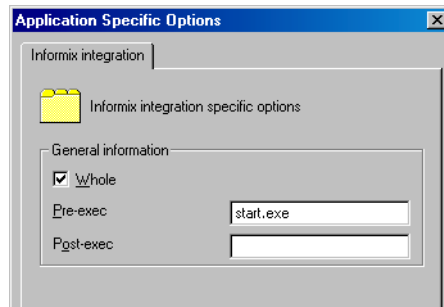 Application Specific Options
Informix integration
Informix integration specific options
General information
Whole
Pre-exec start.exe
Post-exec